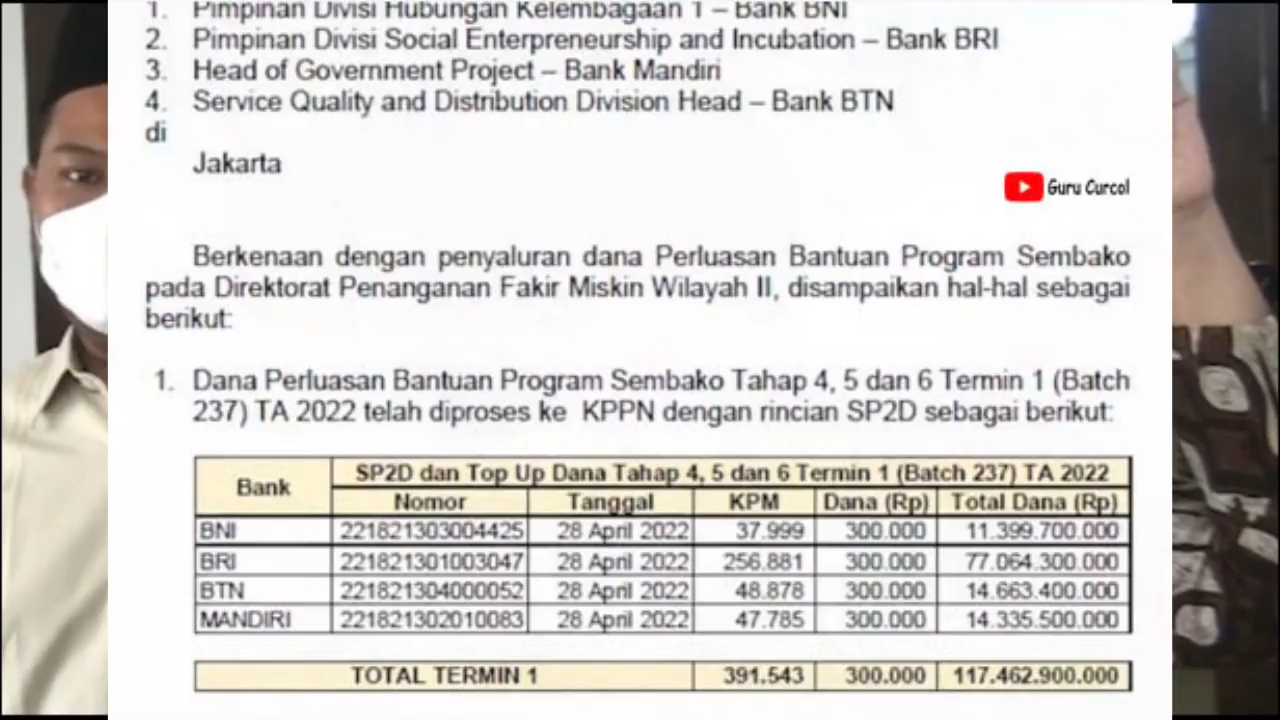 1. Pimpinan Divisi Hubungan Kelembagaan 1 – Bank BNI
2. Pimpinan Divisi Social Enterpreneurship and Incubation – Bank BRI
3. Head of Government Project – Bank Mandiri
4. Service Quality and Distribution Division Head – Bank BTN
di
Jakarta
Guru Curcol
Berkenaan dengan penyaluran dana Perluasan Bantuan Program Sembako
pada Direktorat Penanganan Fakir Miskin Wilayah II, disampaikan hal-hal sebagai
berikut:
1. Dana Perluasan Bantuan Program Sembako Tahap 4, 5 dan 6 Termin 1 (Batch
237) TA 2022 telah diproses ke KPPN dengan rincian SP2D sebagai berikut:
Bank SP2D dan Top Up Dana Tahap 4, 5 dan 6 Termin 1 (Batch 237) TA 2022
Nomor Tanggal KPM Dana (Rp) Total Dana (Rp)
BNI 221821303004425 28 April 2022 37.999 300.000 11.399.700.000
BRI 221821301003047 28 April 2022 256.881 300.000 77.064.300.000
BTN 221821304000052 28 April 2022 48.878 300.000 14.663.400.000
MANDIRI 221821302010083 28 April 2022 47.785 300.000 14.335.500.000
TOTAL TERMIN 1 391.543 300.000 117.462.900.000